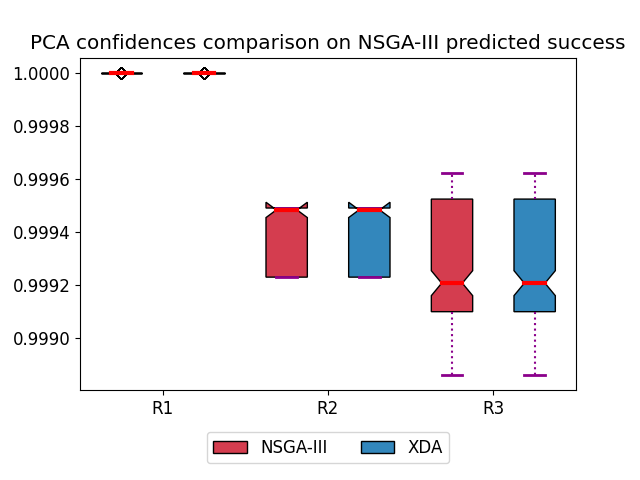 PCA confidences comparison on NSGA-III predicted success
1.0000
0.9998
0.9996
0.9994
0.9992
0.9990
R1 R2 R3
NSGA-III XDA